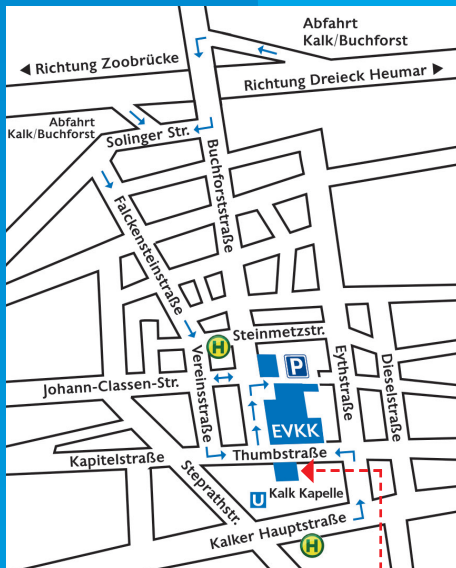 Abfahrt
Kalk/Buchforst
Richtung Zoobrücke
Richtung Dreieck Heumar
Abfahrt
Kalk/Buchforst
Solinger Str.
Buchforststraße
Falckensteinstraße
H
Steinmetzstr.
P
Vereinsstraße
Eythstraße
Dieselstraße
Johann-Classen-Str.
EVKK
Kapitelstraße
Thumbstraße
Steprathstr.
U
Kalk Kapelle
Kalker Hauptstraße
H